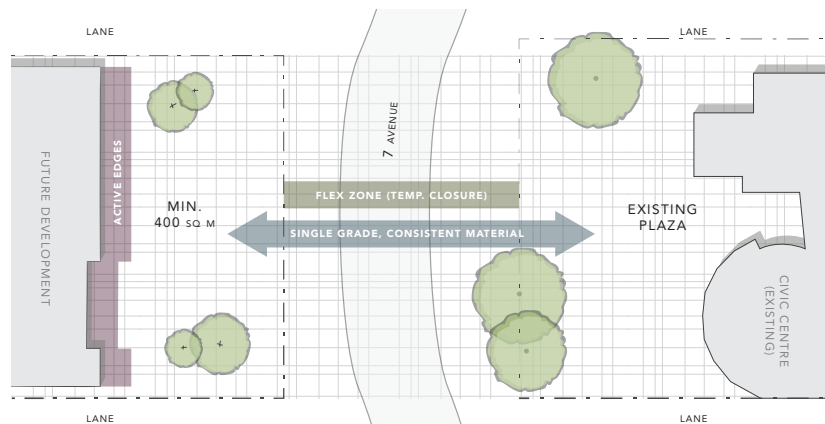 LANE
LANE
7 AVENUE
FUTURE DEVELOPMENT
ACTIVE EDGES
MIN.
400 SQ M
FLEX ZONE (TEMP. CLOSURE)
SINGLE GRADE, CONSISTENT MATERIAL
EXISTING
PLAZA
CIVIC CENTRE
(EXISTING)
LANE
LANE